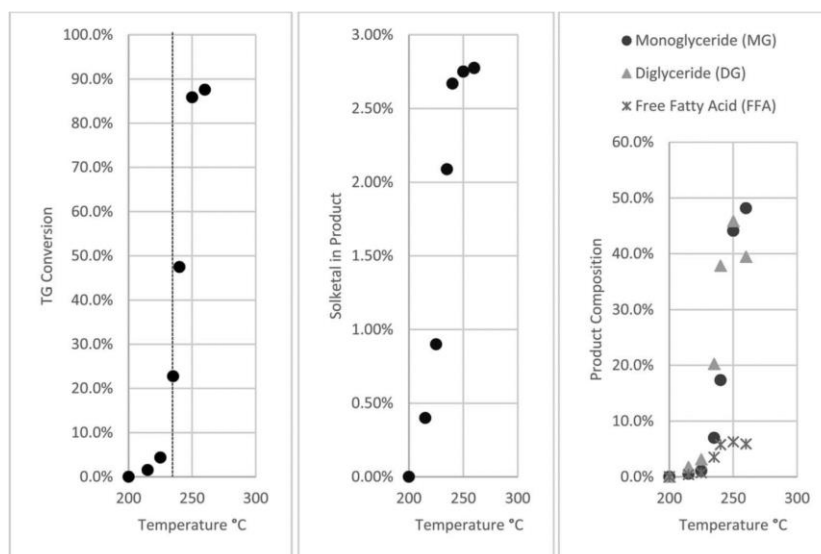 100.0%
90.0%
80.0%
70.0%
60.0%
50.0%
40.0%
30.0%
20.0%
10.0%
0.0%
TG Conversion
200 250 300
Temperature °C
3.00%
2.50%
2.00%
1.50%
1.00%
0.50%
0.00%
Solketal in Product
200 250 300
Temperature °C
Monoglyceride (MG)
Diglyceride (DG)
Free Fatty Acid (FFA)
60.0%
50.0%
40.0%
30.0%
20.0%
10.0%
0.0%
Product Composition
200 250 300
Temperature °C